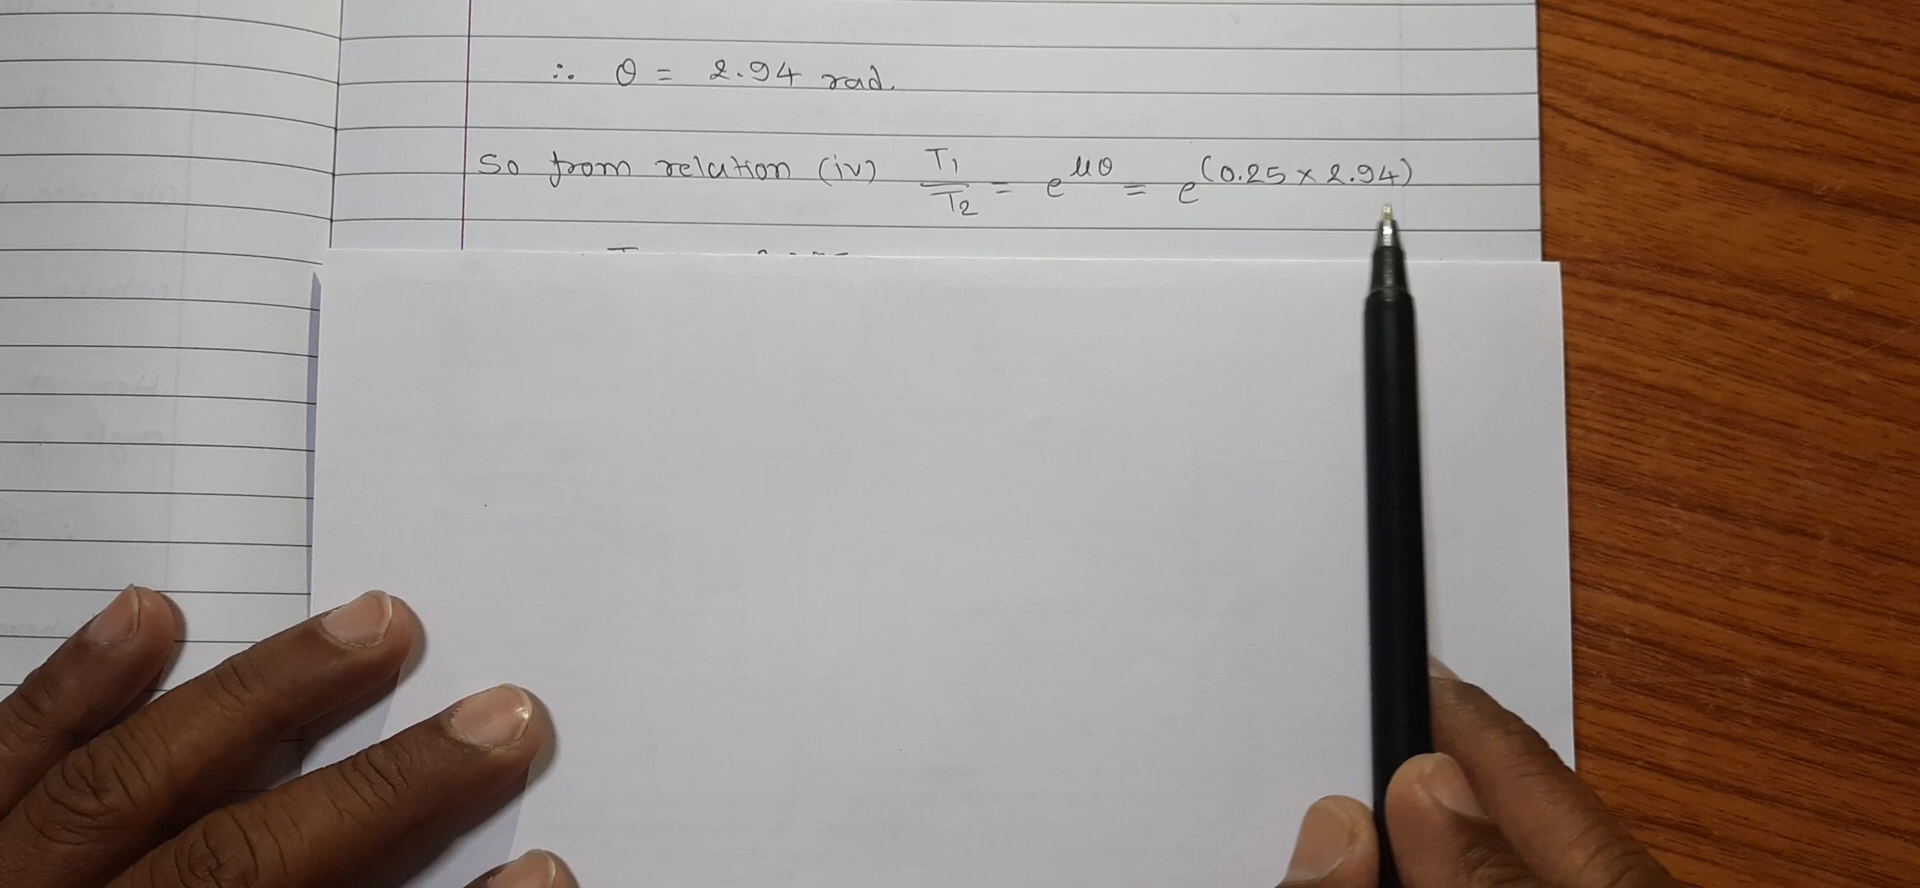 ∴ θ = 2.94 rad.
So from relation (iv) T₁/T₂ = e^μθ = e^(0.25 × 2.94)